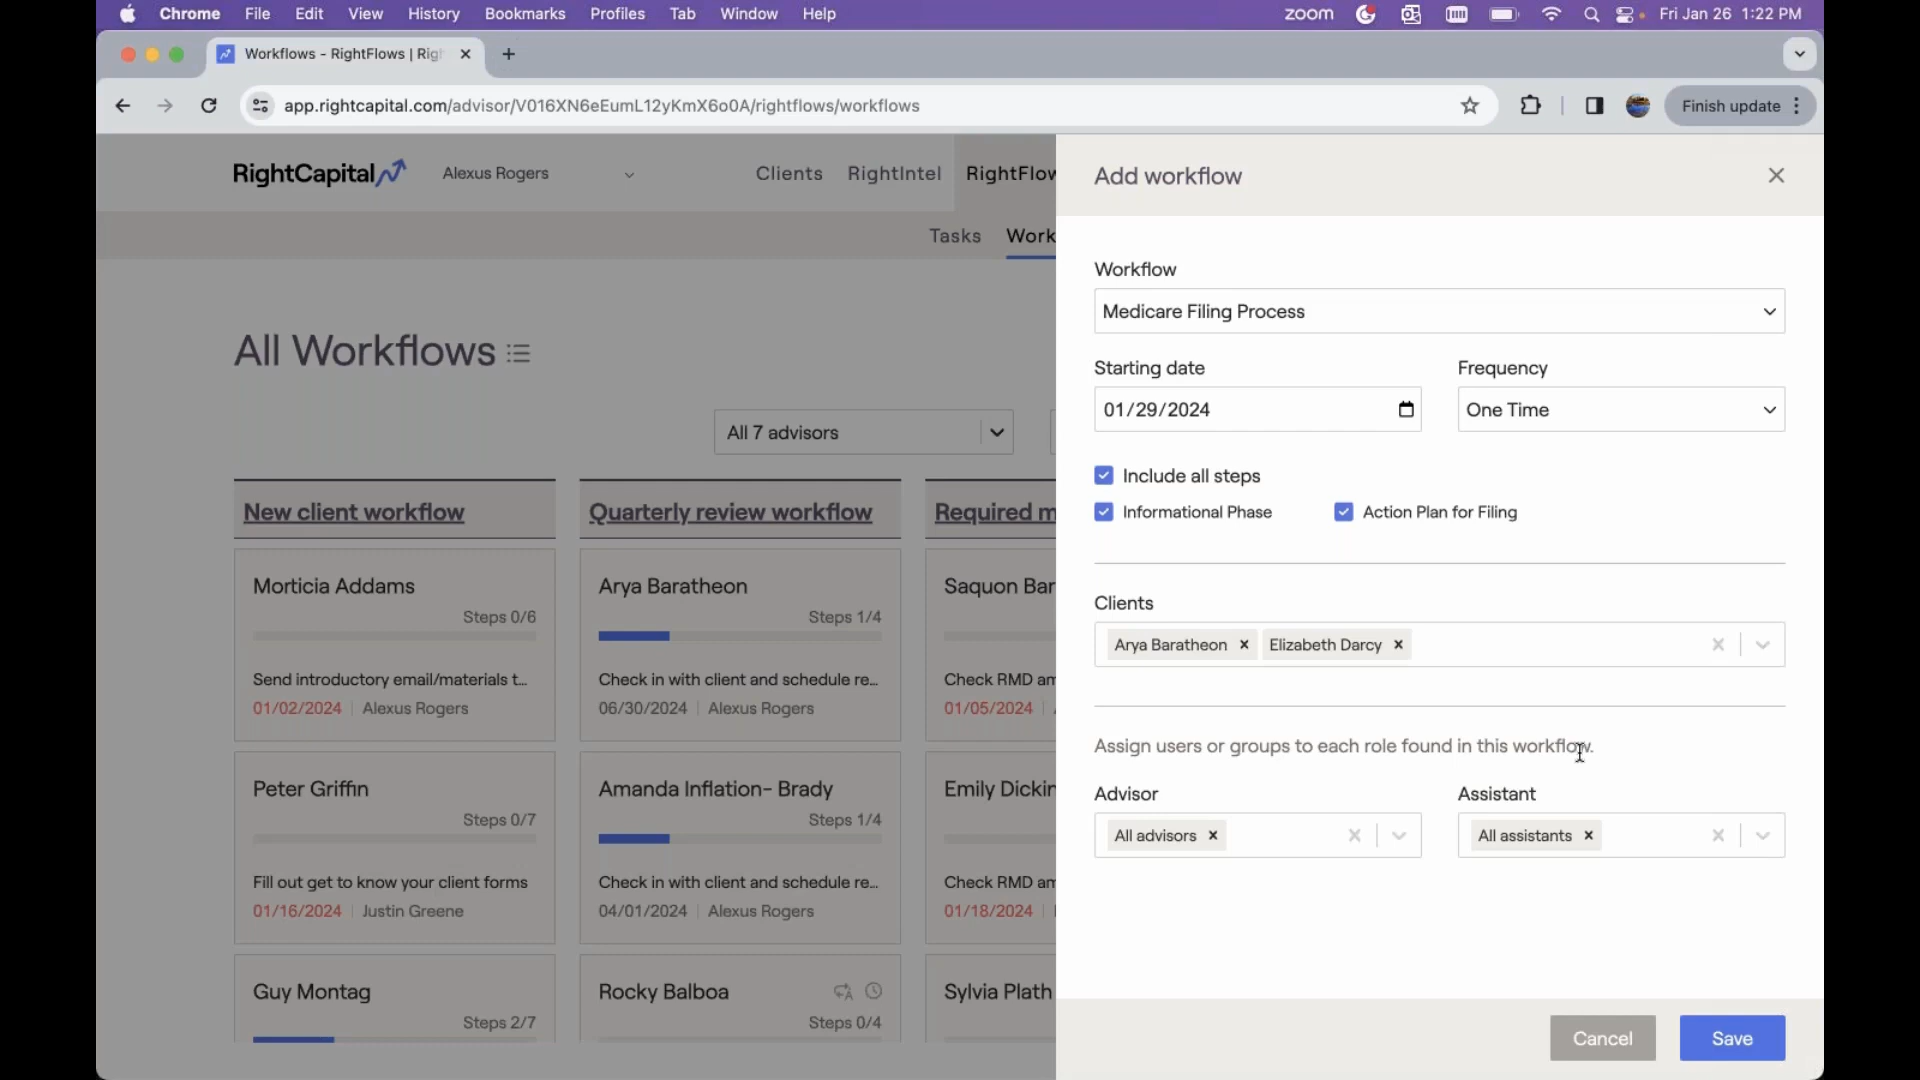 Chrome File Edit View History Bookmarks Profiles Tab Window Help zoom Fri Jan 26 1:22 PM
Workflows - RightFlows | Rig
app.rightcapital.com/advisor/V016XN6eEumL12yKmX6o0A/rightflows/workflows Finish update
RightCapital Alexus Rogers Clients RightIntel RightFlow
Tasks Work
All Workflows
All 7 advisors
New client workflow
Morticia Addams
Steps 0/6
Send introductory email/materials t...
01/02/2024 | Alexus Rogers
Peter Griffin
Steps 0/7
Fill out get to know your client forms
01/16/2024 | Justin Greene
Guy Montag
Steps 2/7
Quarterly review workflow
Arya Baratheon
Steps 1/4
Check in with client and schedule re...
06/30/2024 | Alexus Rogers
Amanda Inflation- Brady
Steps 1/4
Check in with client and schedule re...
04/01/2024 | Alexus Rogers
Rocky Balboa
Steps 0/4
Required m
Saquon Bar
Check RMD am
01/05/2024
Emily Dickin
Check RMD am
01/18/2024
Sylvia Plath
Add workflow
Workflow
Medicare Filing Process
Starting date Frequency
01/29/2024 One Time
Include all steps
Informational Phase Action Plan for Filing
Clients
Arya Baratheon Elizabeth Darcy
Assign users or groups to each role found in this workflow.
Advisor Assistant
All advisors All assistants
Cancel Save